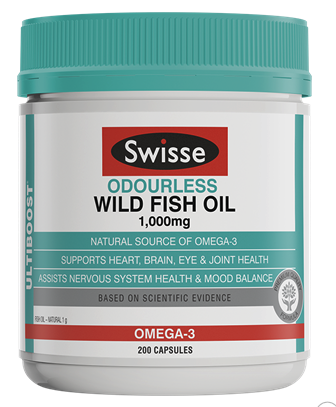 Swisse
ULTIBOOST
ODOURLESS
WILD FISH OIL
1,000mg
NATURAL SOURCE OF OMEGA-3
SUPPORTS HEART, BRAIN, EYE & JOINT HEALTH
ASSISTS NERVOUS SYSTEM HEALTH & MOOD BALANCE
BASED ON SCIENTIFIC EVIDENCE
FISH OIL - NATURAL 1 g
OMEGA-3
200 CAPSULES